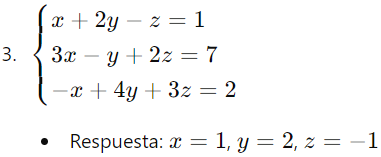 x + 2y − z = 1
3. 3x − y + 2z = 7
−x + 4y + 3z = 2
• Respuesta: x = 1, y = 2, z = −1